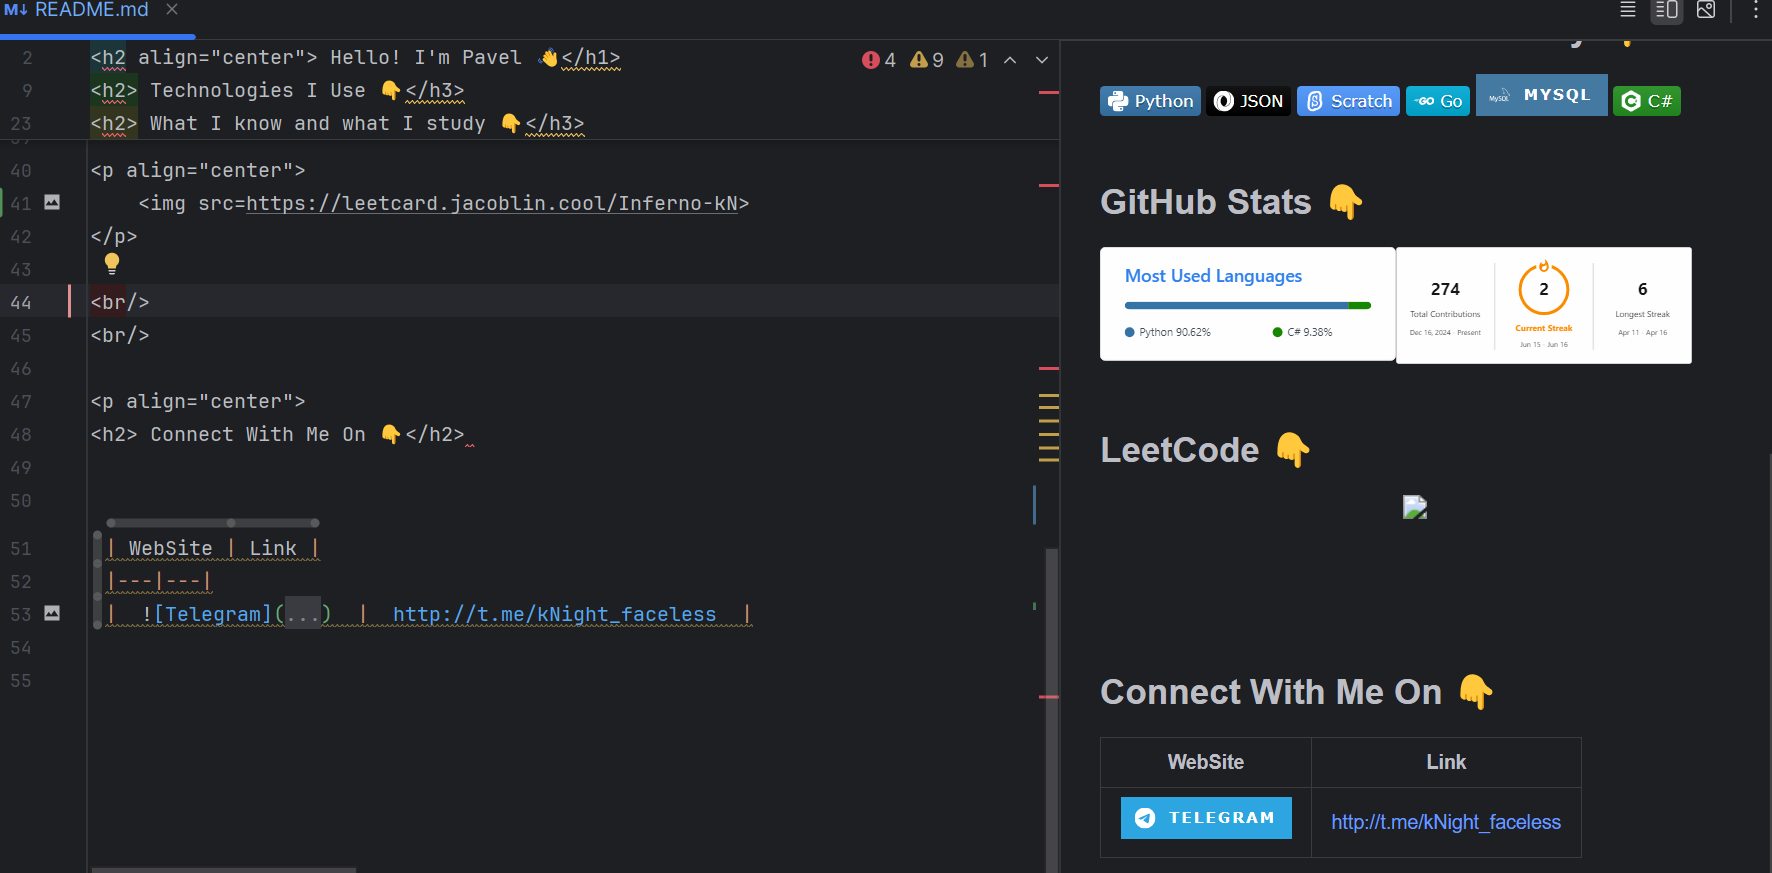 M↓ README.md ×
2 <h2 align="center"> Hello! I'm Pavel 👋</h1>
4 9 1
9 <h2> Technologies I Use 👇</h3>
23 <h2> What I know and what I study 👇</h3>
40 <p align="center">
41 <img src=https://leetcard.jacoblin.cool/Inferno-kN>
42 </p>
43
44 <br/>
45 <br/>
46
47 <p align="center">
48 <h2> Connect With Me On 👇</h2>
49
50
51 | WebSite | Link |
52 |---|---|
53 | ![Telegram](...) | http://t.me/kNight_faceless |
54
55
Python JSON Scratch GO Go MySQL MYSQL C#
GitHub Stats 👇
Most Used Languages
Python 90.62% C# 9.38%
274
Total Contributions
Dec 16, 2024 - Present
2
Current Streak
Jun 15 - Jun 16
6
Longest Streak
Apr 11 - Apr 16
LeetCode 👇
Connect With Me On 👇
WebSite Link
TELEGRAM http://t.me/kNight_faceless